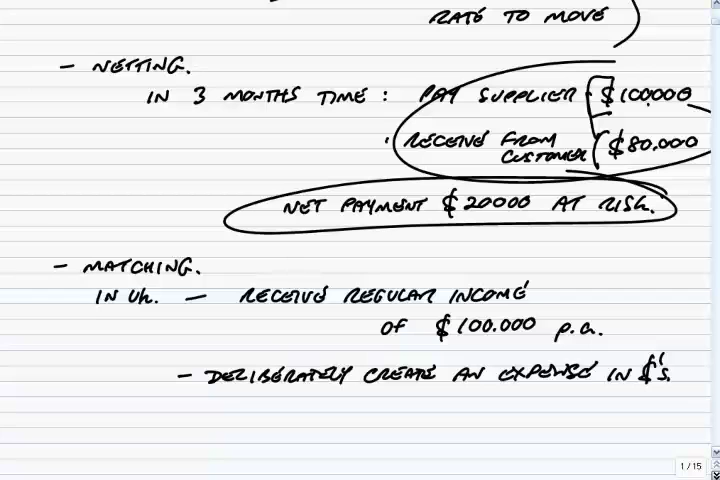 RATE TO MOVE
- NETTING.
IN 3 MONTHS TIME : PAY SUPPLIER $100,000
RECEIVE FROM CUSTOMER $80,000
NET PAYMENT $20000 AT RISK.
- MATCHING.
IN UK. - RECEIVE REGULAR INCOME
OF $100,000 p.a.
- DELIBERATELY CREATE AN EXPENSE IN $'s.
1 / 15